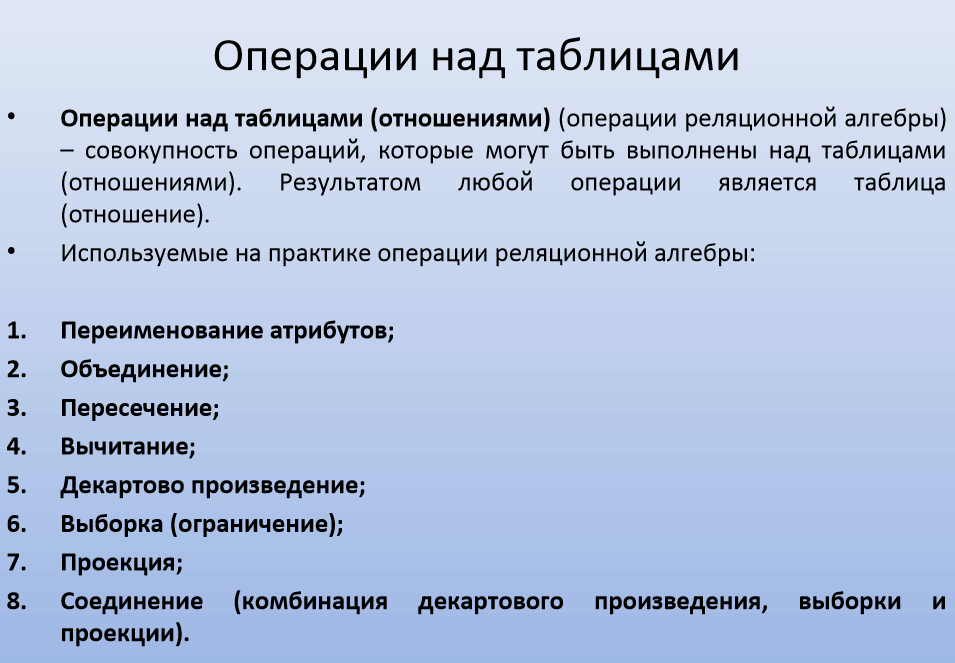 Операции над таблицами
• Операции над таблицами (отношениями) (операции реляционной алгебры)
– совокупность операций, которые могут быть выполнены над таблицами
(отношениями). Результатом любой операции является таблица
(отношение).
• Используемые на практике операции реляционной алгебры:
1. Переименование атрибутов;
2. Объединение;
3. Пересечение;
4. Вычитание;
5. Декартово произведение;
6. Выборка (ограничение);
7. Проекция;
8. Соединение (комбинация декартового произведения, выборки и
проекции).